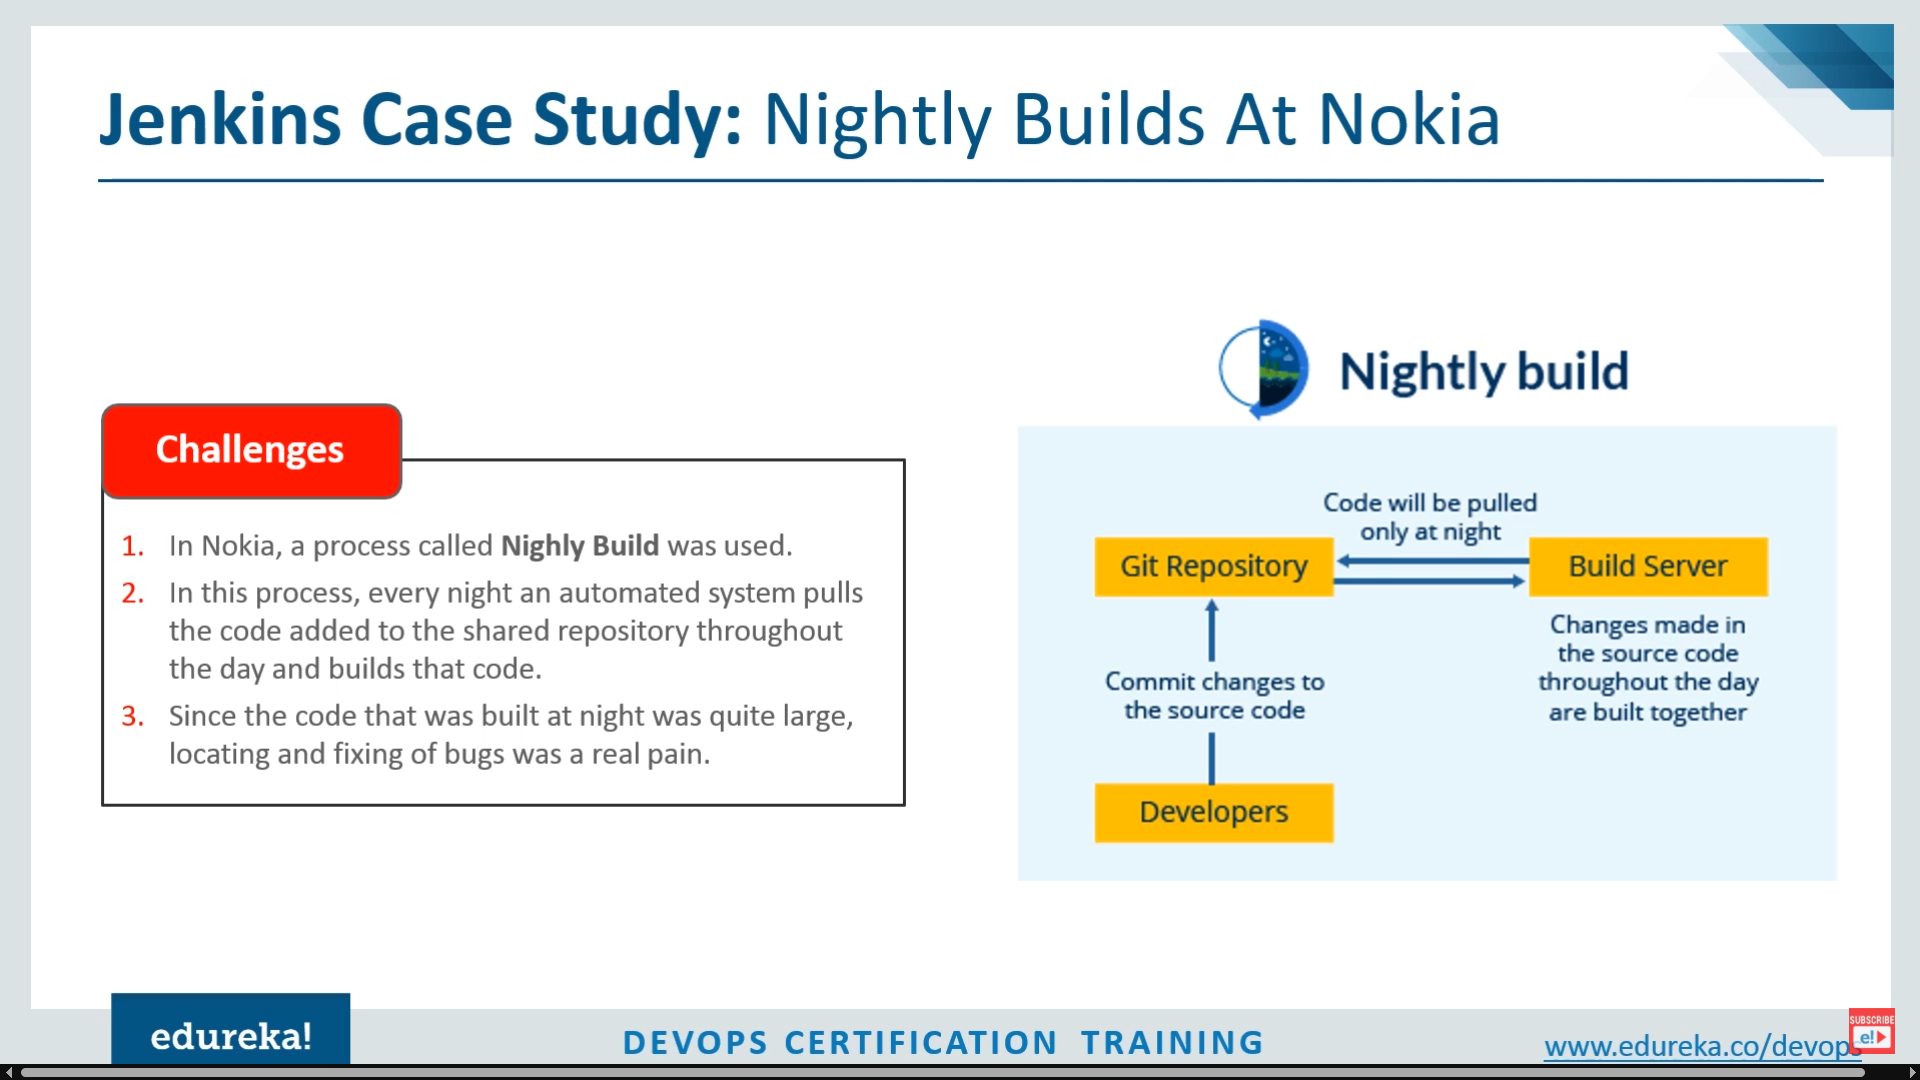 Jenkins Case Study: Nightly Builds At Nokia
Challenges
1. In Nokia, a process called Nighly Build was used.
2. In this process, every night an automated system pulls
the code added to the shared repository throughout
the day and builds that code.
3. Since the code that was built at night was quite large,
locating and fixing of bugs was a real pain.
Nightly build
Code will be pulled
only at night
Git Repository
Build Server
Changes made in
the source code
throughout the day
are built together
Commit changes to
the source code
Developers
edureka!
DEVOPS CERTIFICATION TRAINING
www.edureka.co/devops
SUBSCRIBE
e!